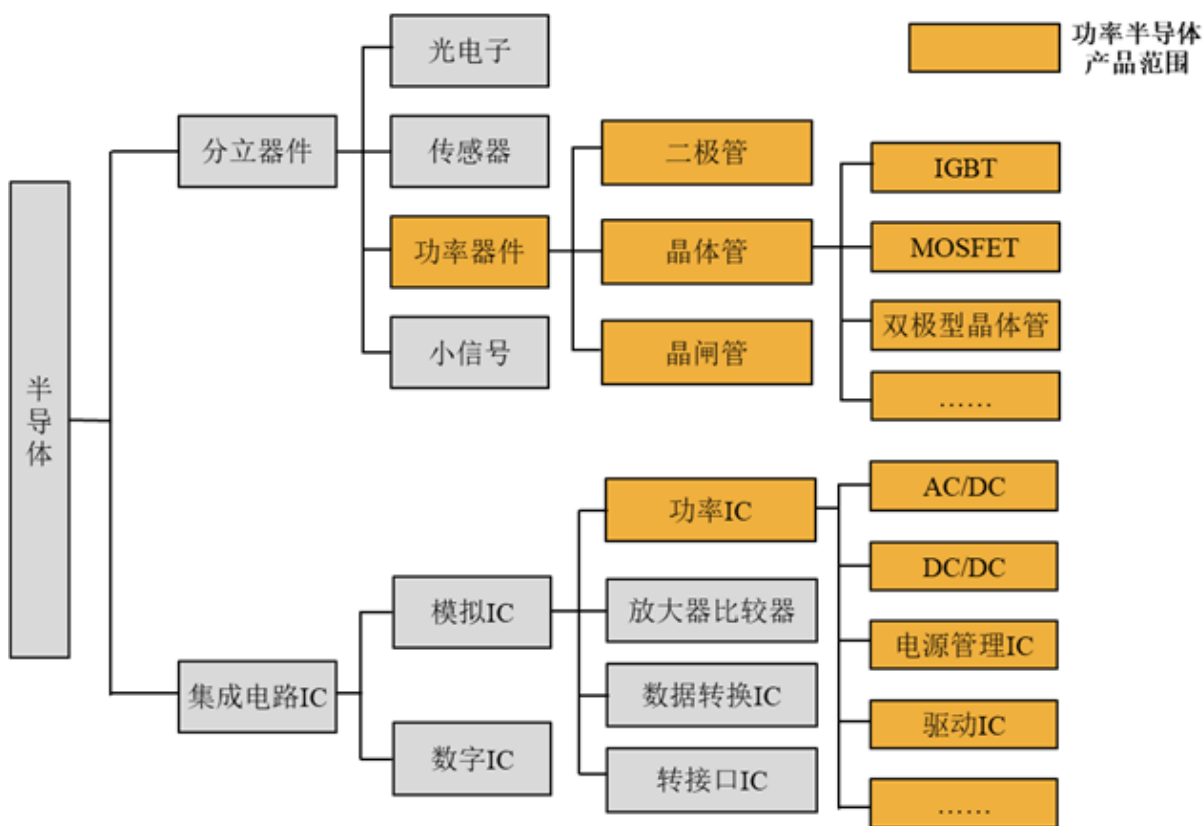 功率半导体
产品范围
光电子
分立器件
传感器
二极管
IGBT
功率器件
晶体管
MOSFET
双极型晶体管
小信号
晶闸管
……
半导体
功率IC
AC/DC
模拟IC
放大器比较器
DC/DC
电源管理IC
集成电路IC
数据转换IC
驱动IC
数字IC
转接口IC
……